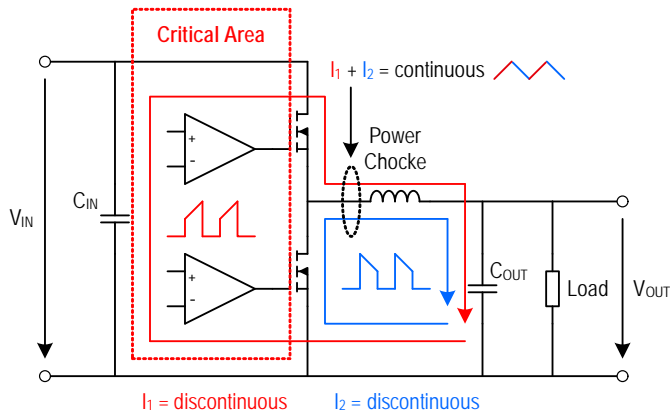 Critical Area
I1 + I2 = continuous
Power
Chocke
+
-
CIN
VIN
+
-
COUT
Load
VOUT
I1 = discontinuous
I2 = discontinuous